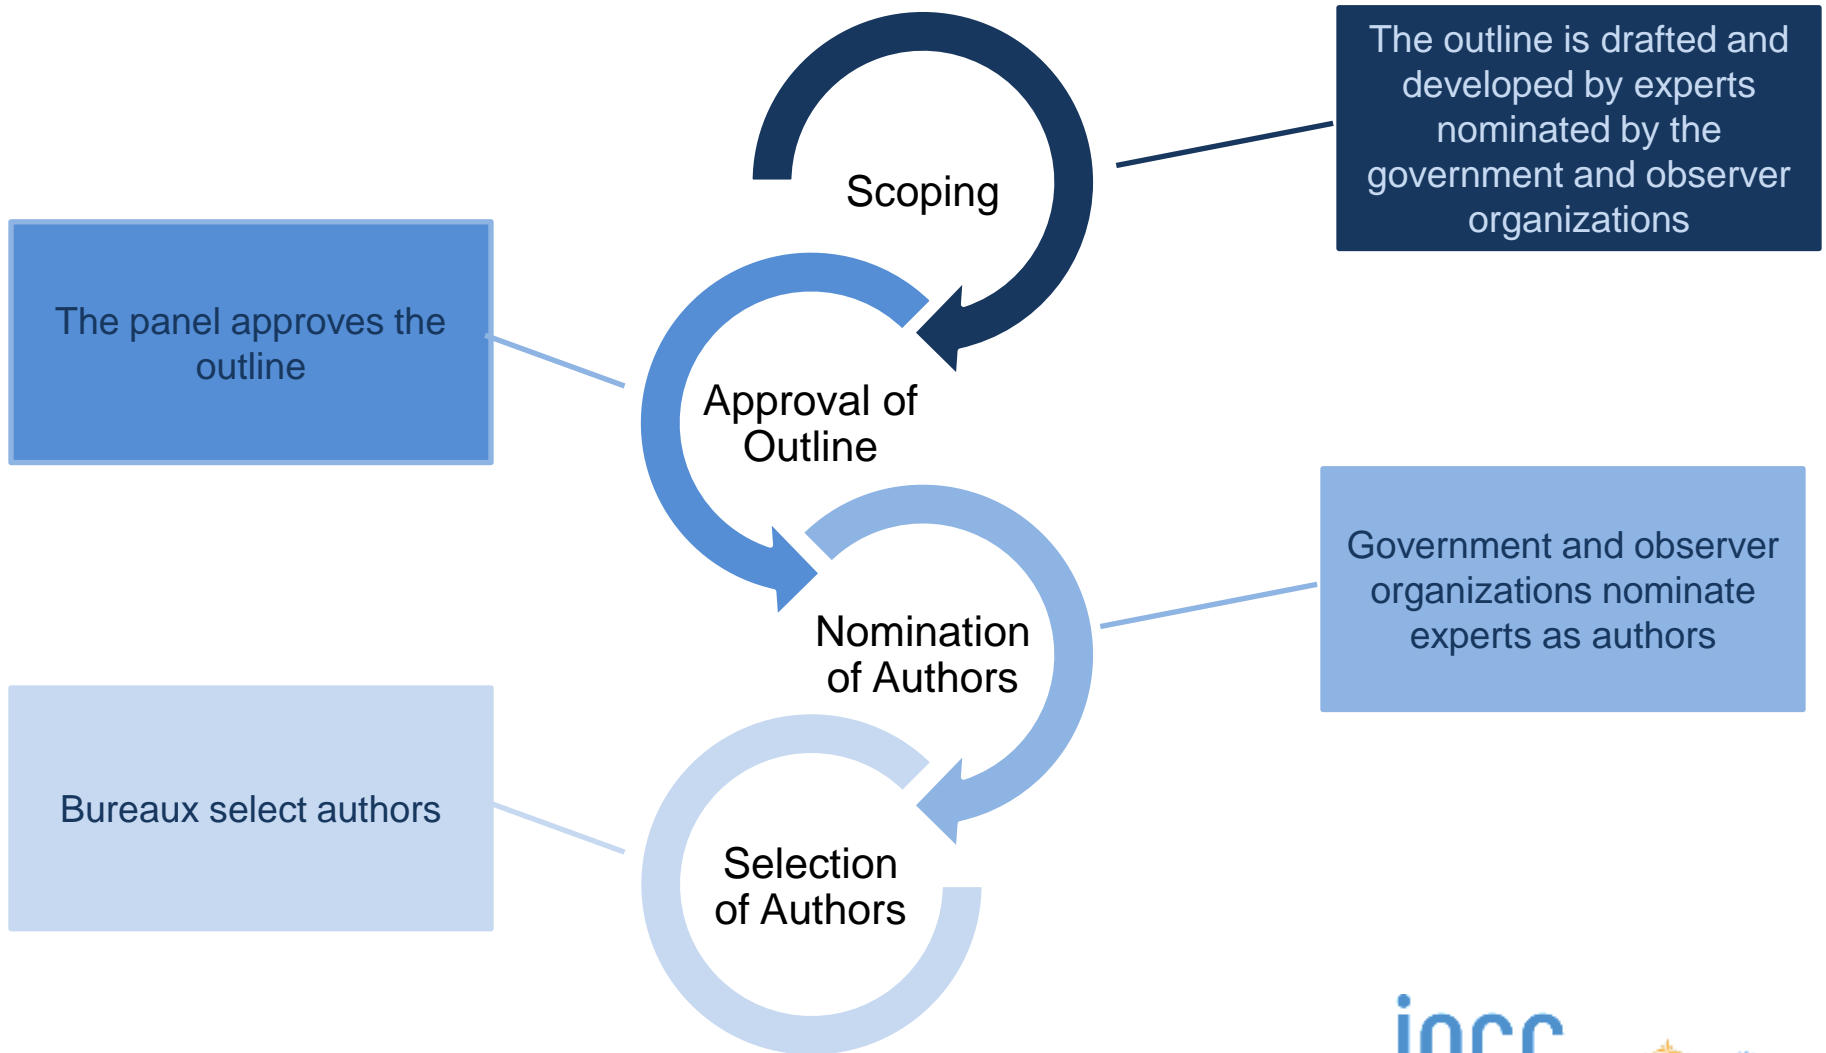 The outline is drafted and
developed by experts
nominated by the
government and observer
organizations
Scoping
The panel approves the
outline
Approval of
Outline
Government and observer
organizations nominate
experts as authors
Nomination
of Authors
Bureaux select authors
Selection
of Authors
ipcc